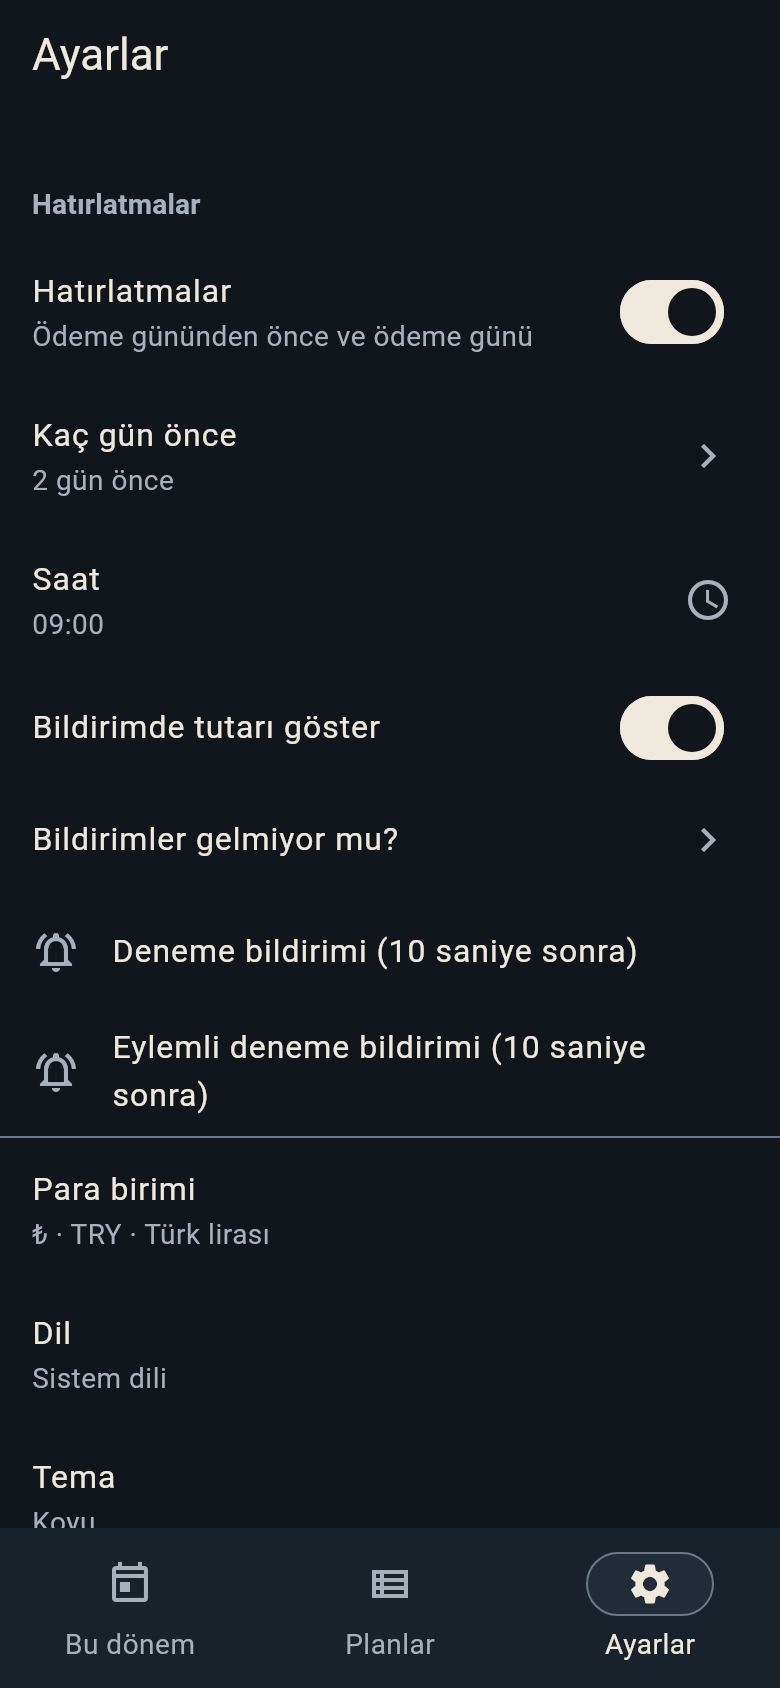 Ayarlar
Hatırlatmalar
Hatırlatmalar
Ödeme gününden önce ve ödeme günü
Kaç gün önce
2 gün önce
Saat
09:00
Bildirimde tutarı göster
Bildirimler gelmiyor mu?
Deneme bildirimi (10 saniye sonra)
Eylemli deneme bildirimi (10 saniye
sonra)
Para birimi
₺ · TRY · Türk lirası
Dil
Sistem dili
Tema
Koyu
Bu dönem
Planlar
Ayarlar